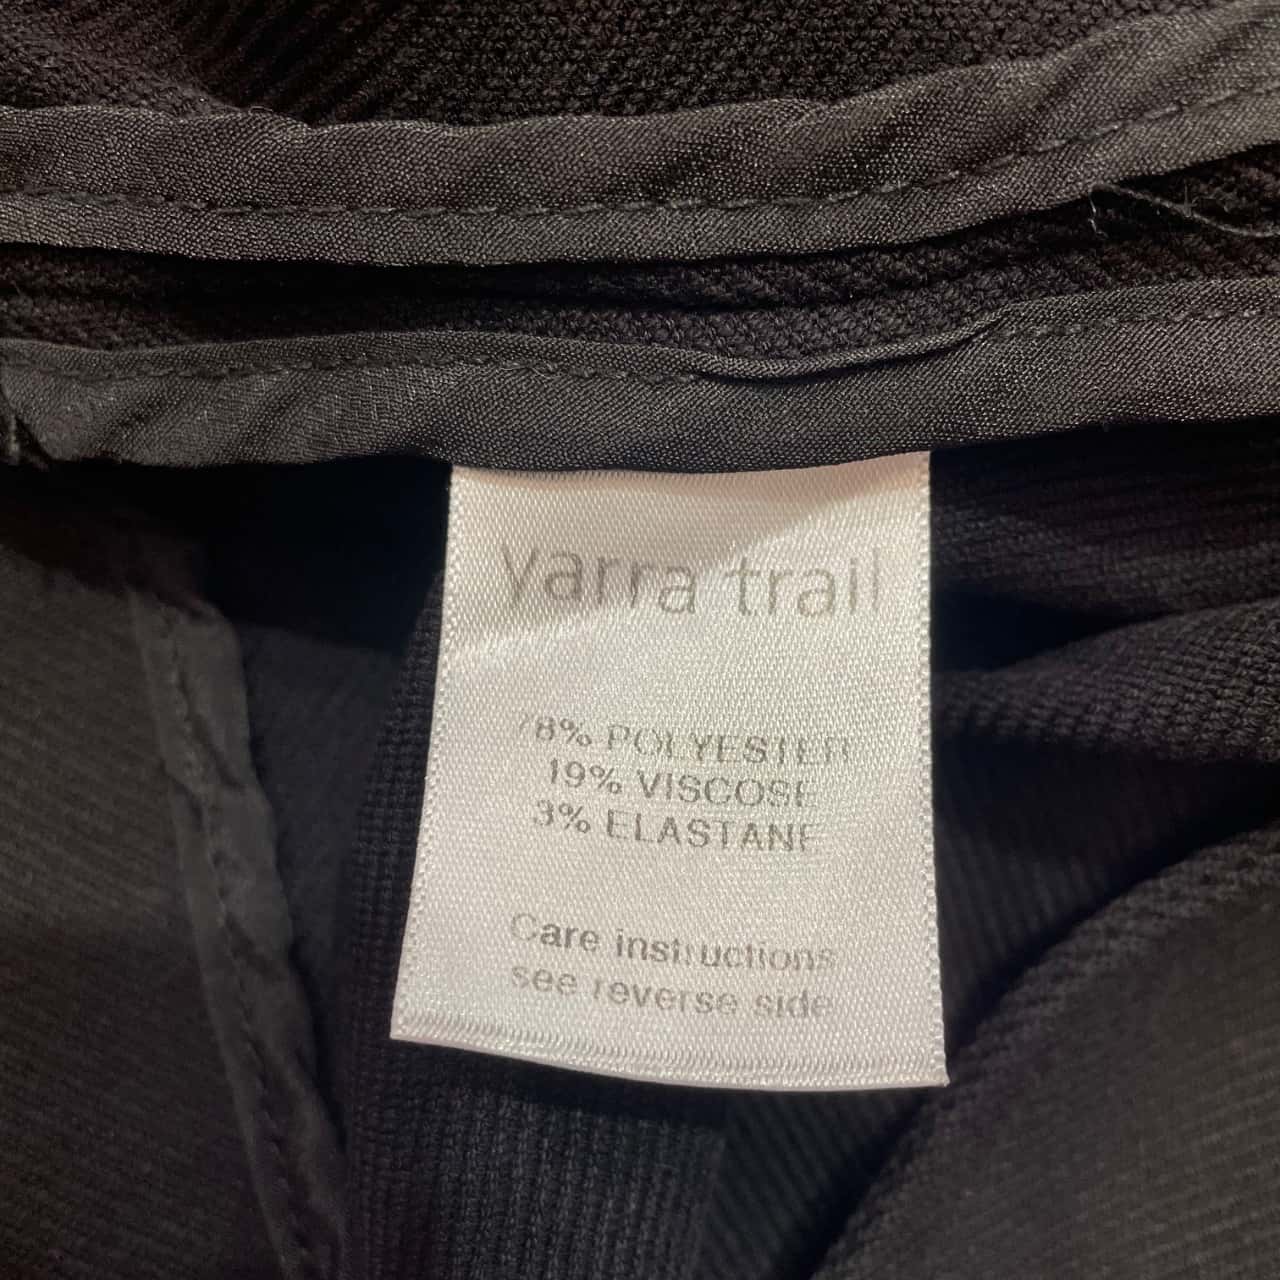 yarra trail
78% POLYESTER
19% VISCOSE
3% ELASTANE
Care instructions
see reverse side